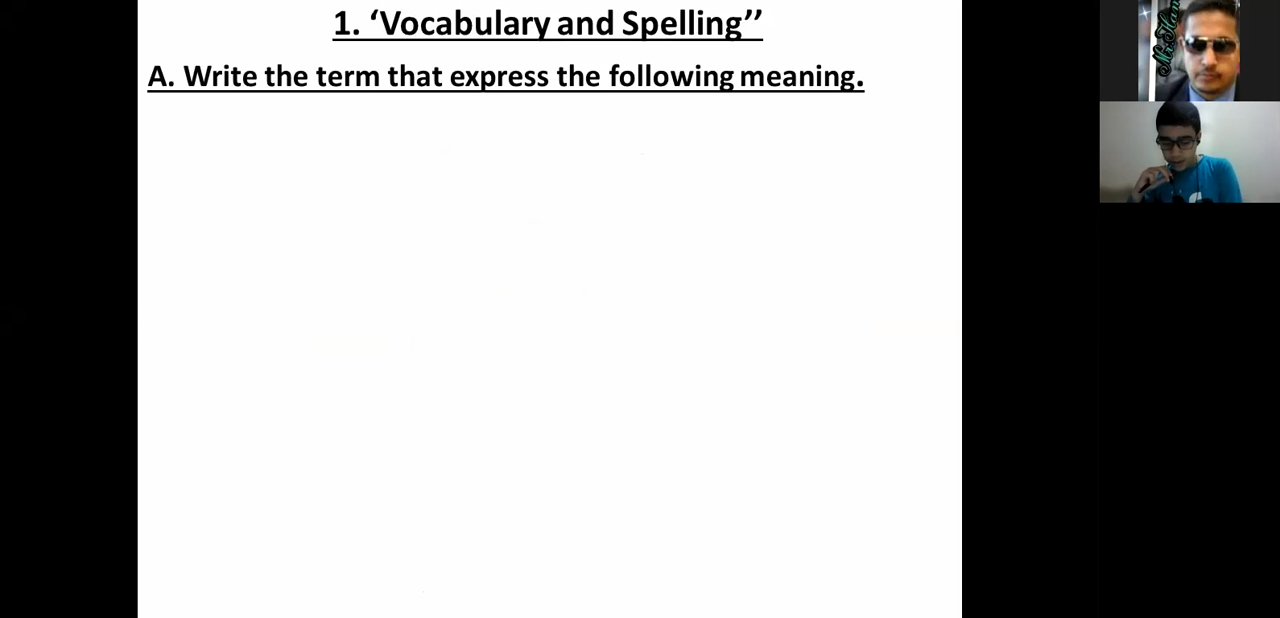 1. ‘Vocabulary and Spelling’’
A. Write the term that express the following meaning.